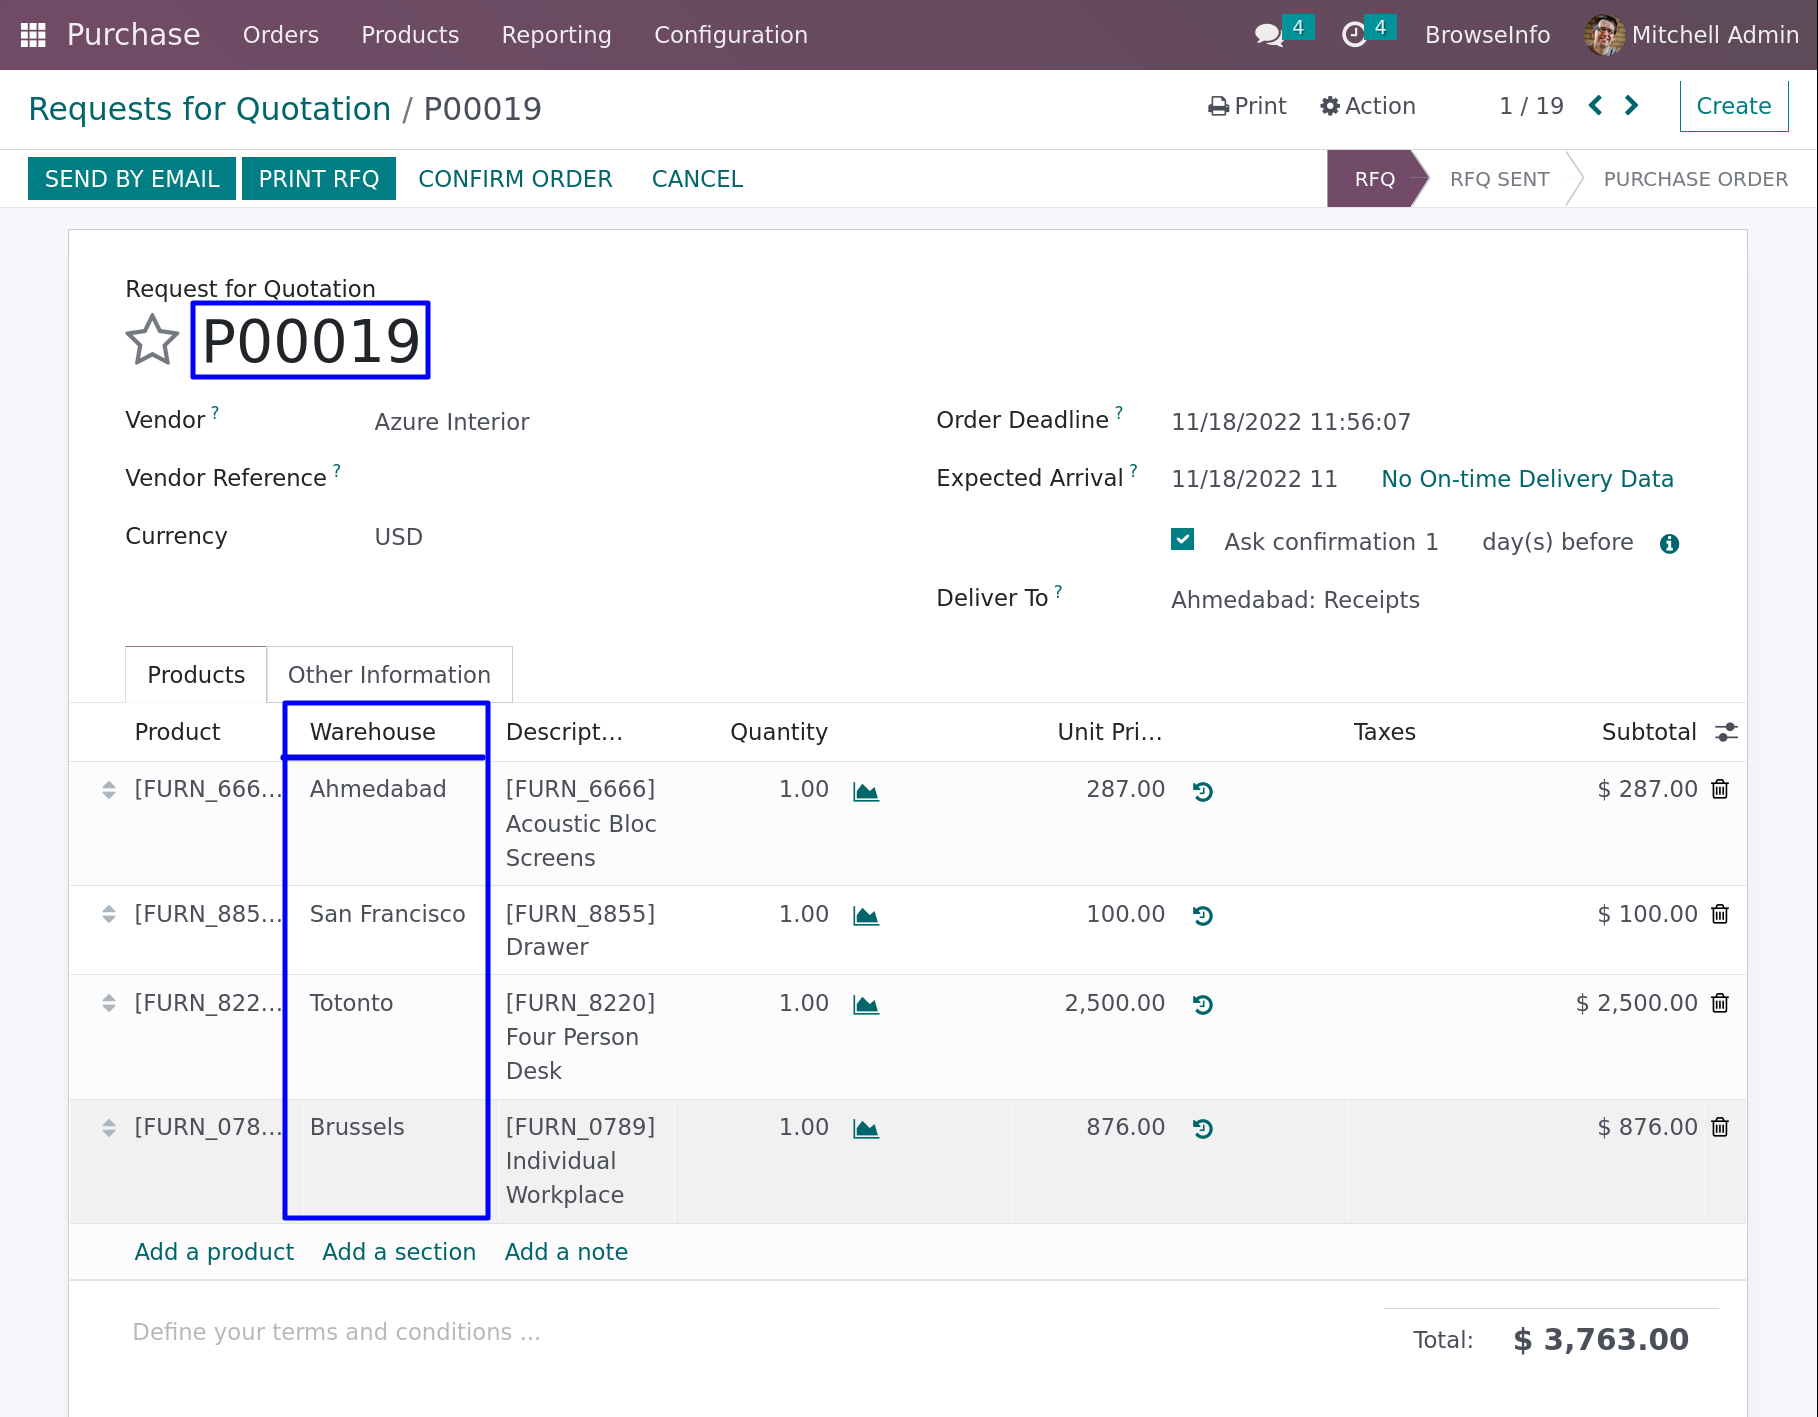 Purchase Orders Products Reporting Configuration 4 4 BrowseInfo Mitchell Admin
Requests for Quotation / P00019 Print Action 1 / 19 Create
SEND BY EMAIL PRINT RFQ CONFIRM ORDER CANCEL RFQ RFQ SENT PURCHASE ORDER
Request for Quotation
P00019
Vendor ? Azure Interior Order Deadline ? 11/18/2022 11:56:07
Vendor Reference ? Expected Arrival ? 11/18/2022 11 No On-time Delivery Data
Currency USD Ask confirmation 1 day(s) before
Deliver To ? Ahmedabad: Receipts
Products Other Information
Product Warehouse Descript... Quantity Unit Pri... Taxes Subtotal
[FURN_666... Ahmedabad [FURN_6666] 1.00 287.00 $ 287.00
Acoustic Bloc
Screens
[FURN_885... San Francisco [FURN_8855] 1.00 100.00 $ 100.00
Drawer
[FURN_822... Totonto [FURN_8220] 1.00 2,500.00 $ 2,500.00
Four Person
Desk
[FURN_078... Brussels [FURN_0789] 1.00 876.00 $ 876.00
Individual
Workplace
Add a product Add a section Add a note
Define your terms and conditions ... Total: $ 3,763.00